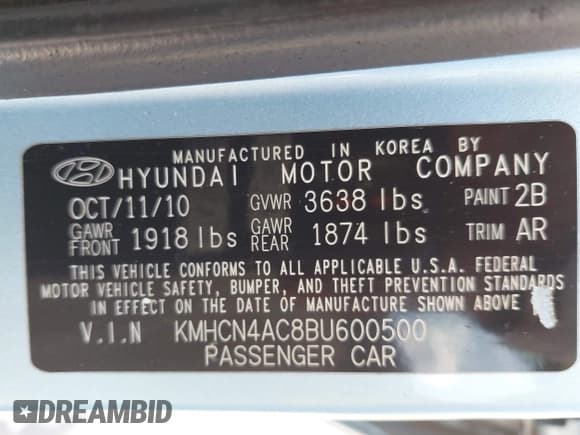 MANUFACTURED IN KOREA BY
HYUNDAI MOTOR COMPANY
OCT/11/10 GVWR 3638 lbs PAINT 2B
GAWR FRONT 1918 lbs GAWR REAR 1874 lbs TRIM AR
THIS VEHICLE CONFORMS TO ALL APPLICABLE U.S.A. FEDERAL
MOTOR VEHICLE SAFETY, BUMPER, AND THEFT PREVENTION STANDARDS
IN EFFECT ON THE DATE OF MANUFACTURE SHOWN ABOVE
V.I.N KMHCN4AC8BU600500
PASSENGER CAR
DREAMBID